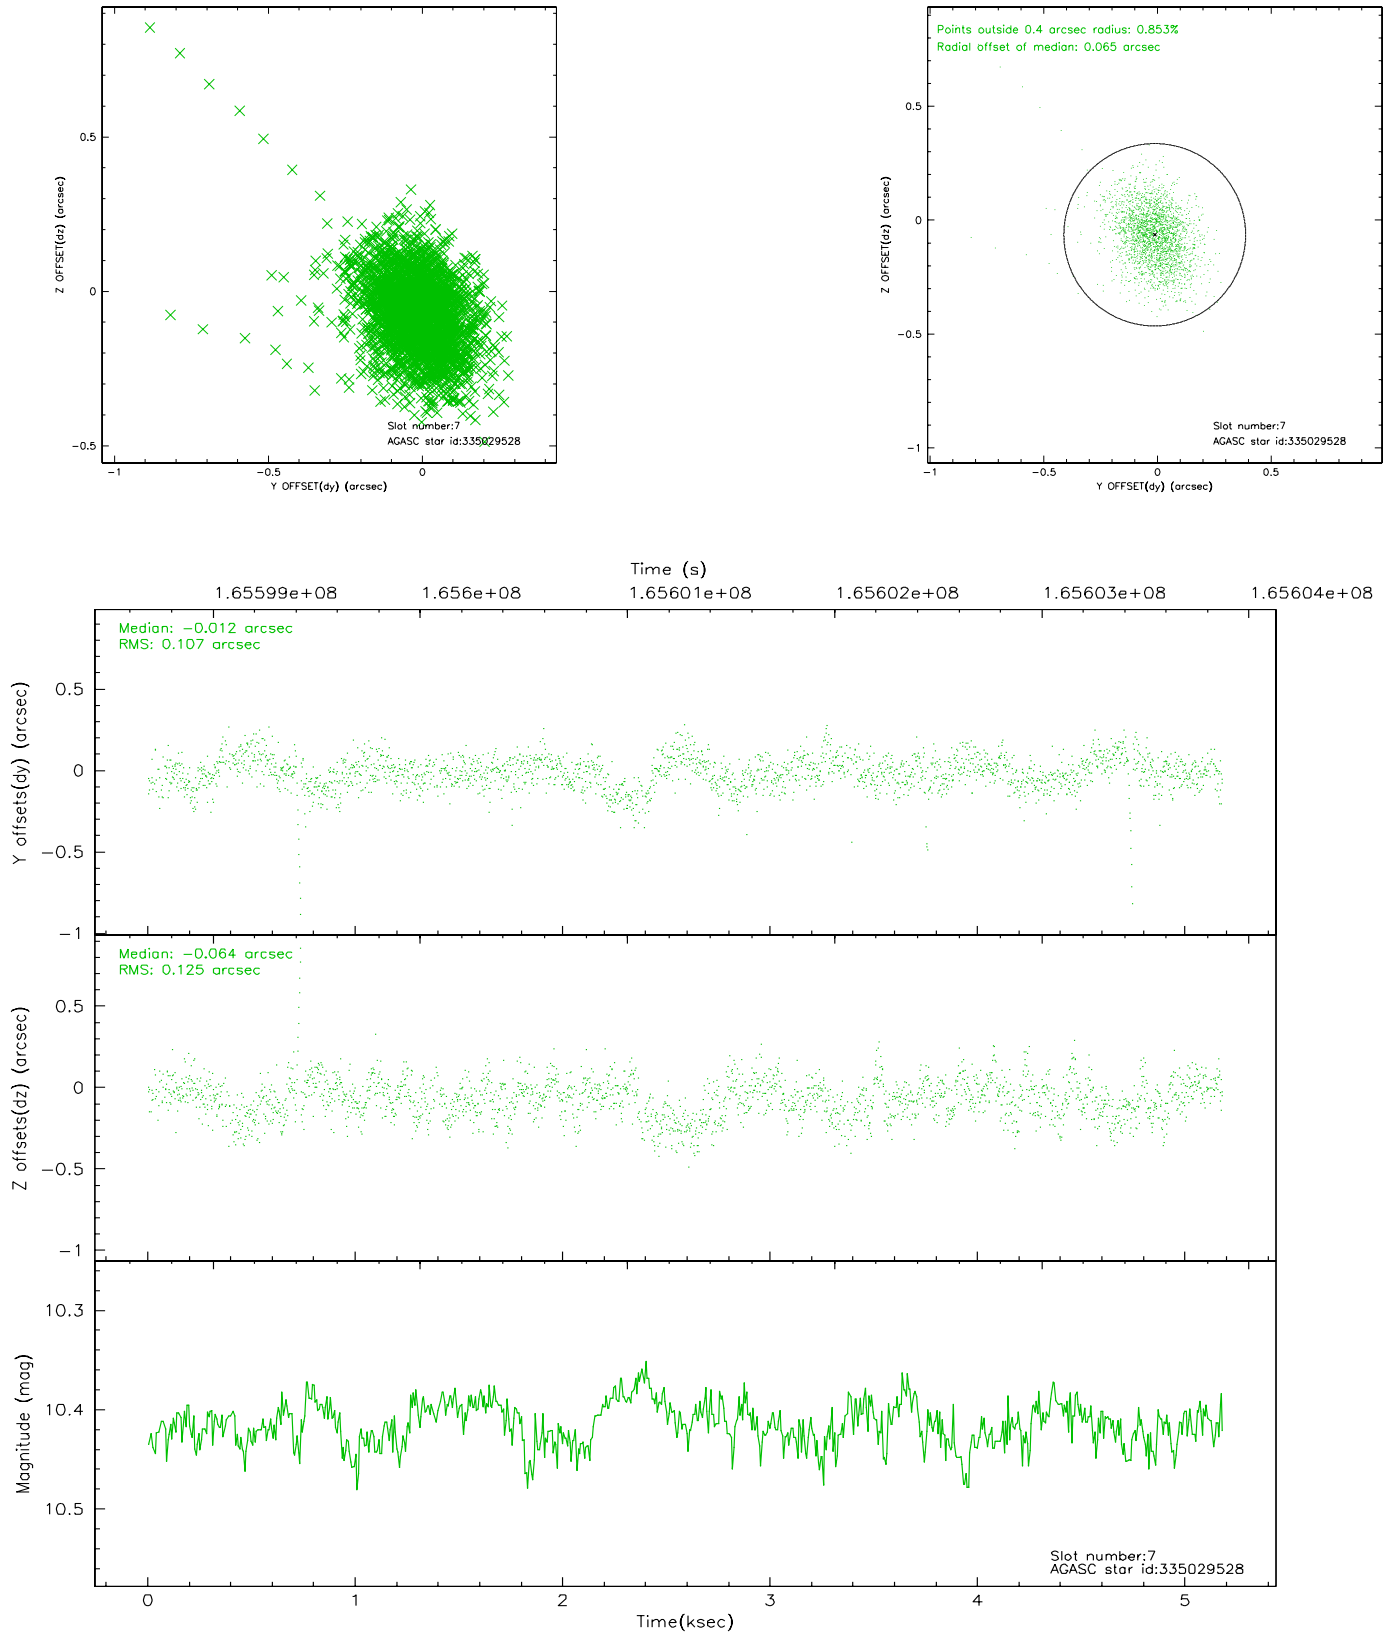 0.5
0
-0.5
-1
-0.5
0
Z OFFSET(dz) (arcsec)
Y OFFSET(dy) (arcsec)
Slot number:7
AGASC star id:335029528
Points outside 0.4 arcsec radius: 0.853%
Radial offset of median: 0.065 arcsec
0.5
0
-0.5
-1
-1
-0.5
0
0.5
Z OFFSET(dz) (arcsec)
Y OFFSET(dy) (arcsec)
Slot number:7
AGASC star id:335029528
Time (s)
1.65599e+08
1.656e+08
1.65601e+08
1.65602e+08
1.65603e+08
1.65604e+08
Median: -0.012 arcsec
RMS: 0.107 arcsec
0.5
0
-0.5
-1
Y offsets(dy) (arcsec)
Median: -0.064 arcsec
RMS: 0.125 arcsec
0.5
0
-0.5
-1
Z offsets(dz) (arcsec)
10.3
10.4
10.5
Magnitude (mag)
Slot number:7
AGASC star id:335029528
0
1
2
3
4
5
Time(ksec)